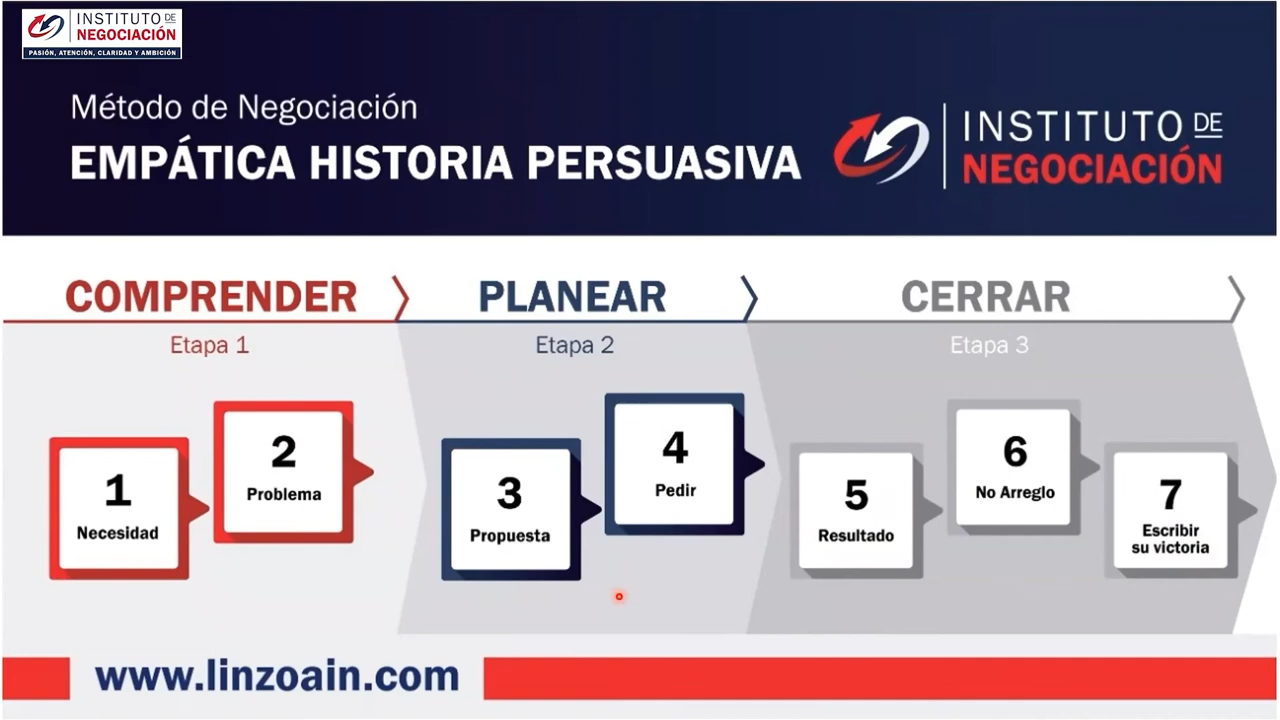 INSTITUTO DE
NEGOCIACIÓN
PASIÓN, ATENCIÓN, CLARIDAD Y AMBICIÓN
Método de Negociación
EMPÁTICA HISTORIA PERSUASIVA
INSTITUTO DE
NEGOCIACIÓN
COMPRENDER
Etapa 1
PLANEAR
Etapa 2
CERRAR
Etapa 3
1
Necesidad
2
Problema
3
Propuesta
4
Pedir
5
Resultado
6
No Arreglo
7
Escribir
su victoria
www.linzoain.com